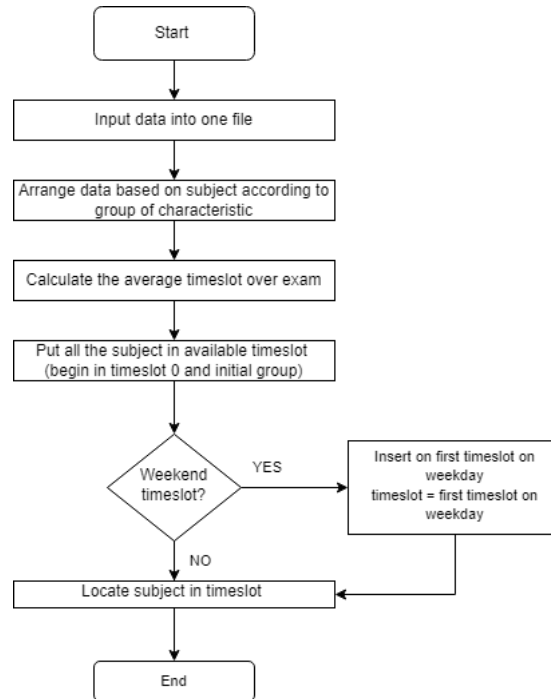 Start
Input data into one file
Arrange data based on subject according to
group of characteristic
Calculate the average timeslot over exam
Put all the subject in available timeslot
(begin in timeslot 0 and initial group)
Weekend
timeslot?
YES
Insert on first timeslot on
weekday
timeslot = first timeslot on
weekday
NO
Locate subject in timeslot
End